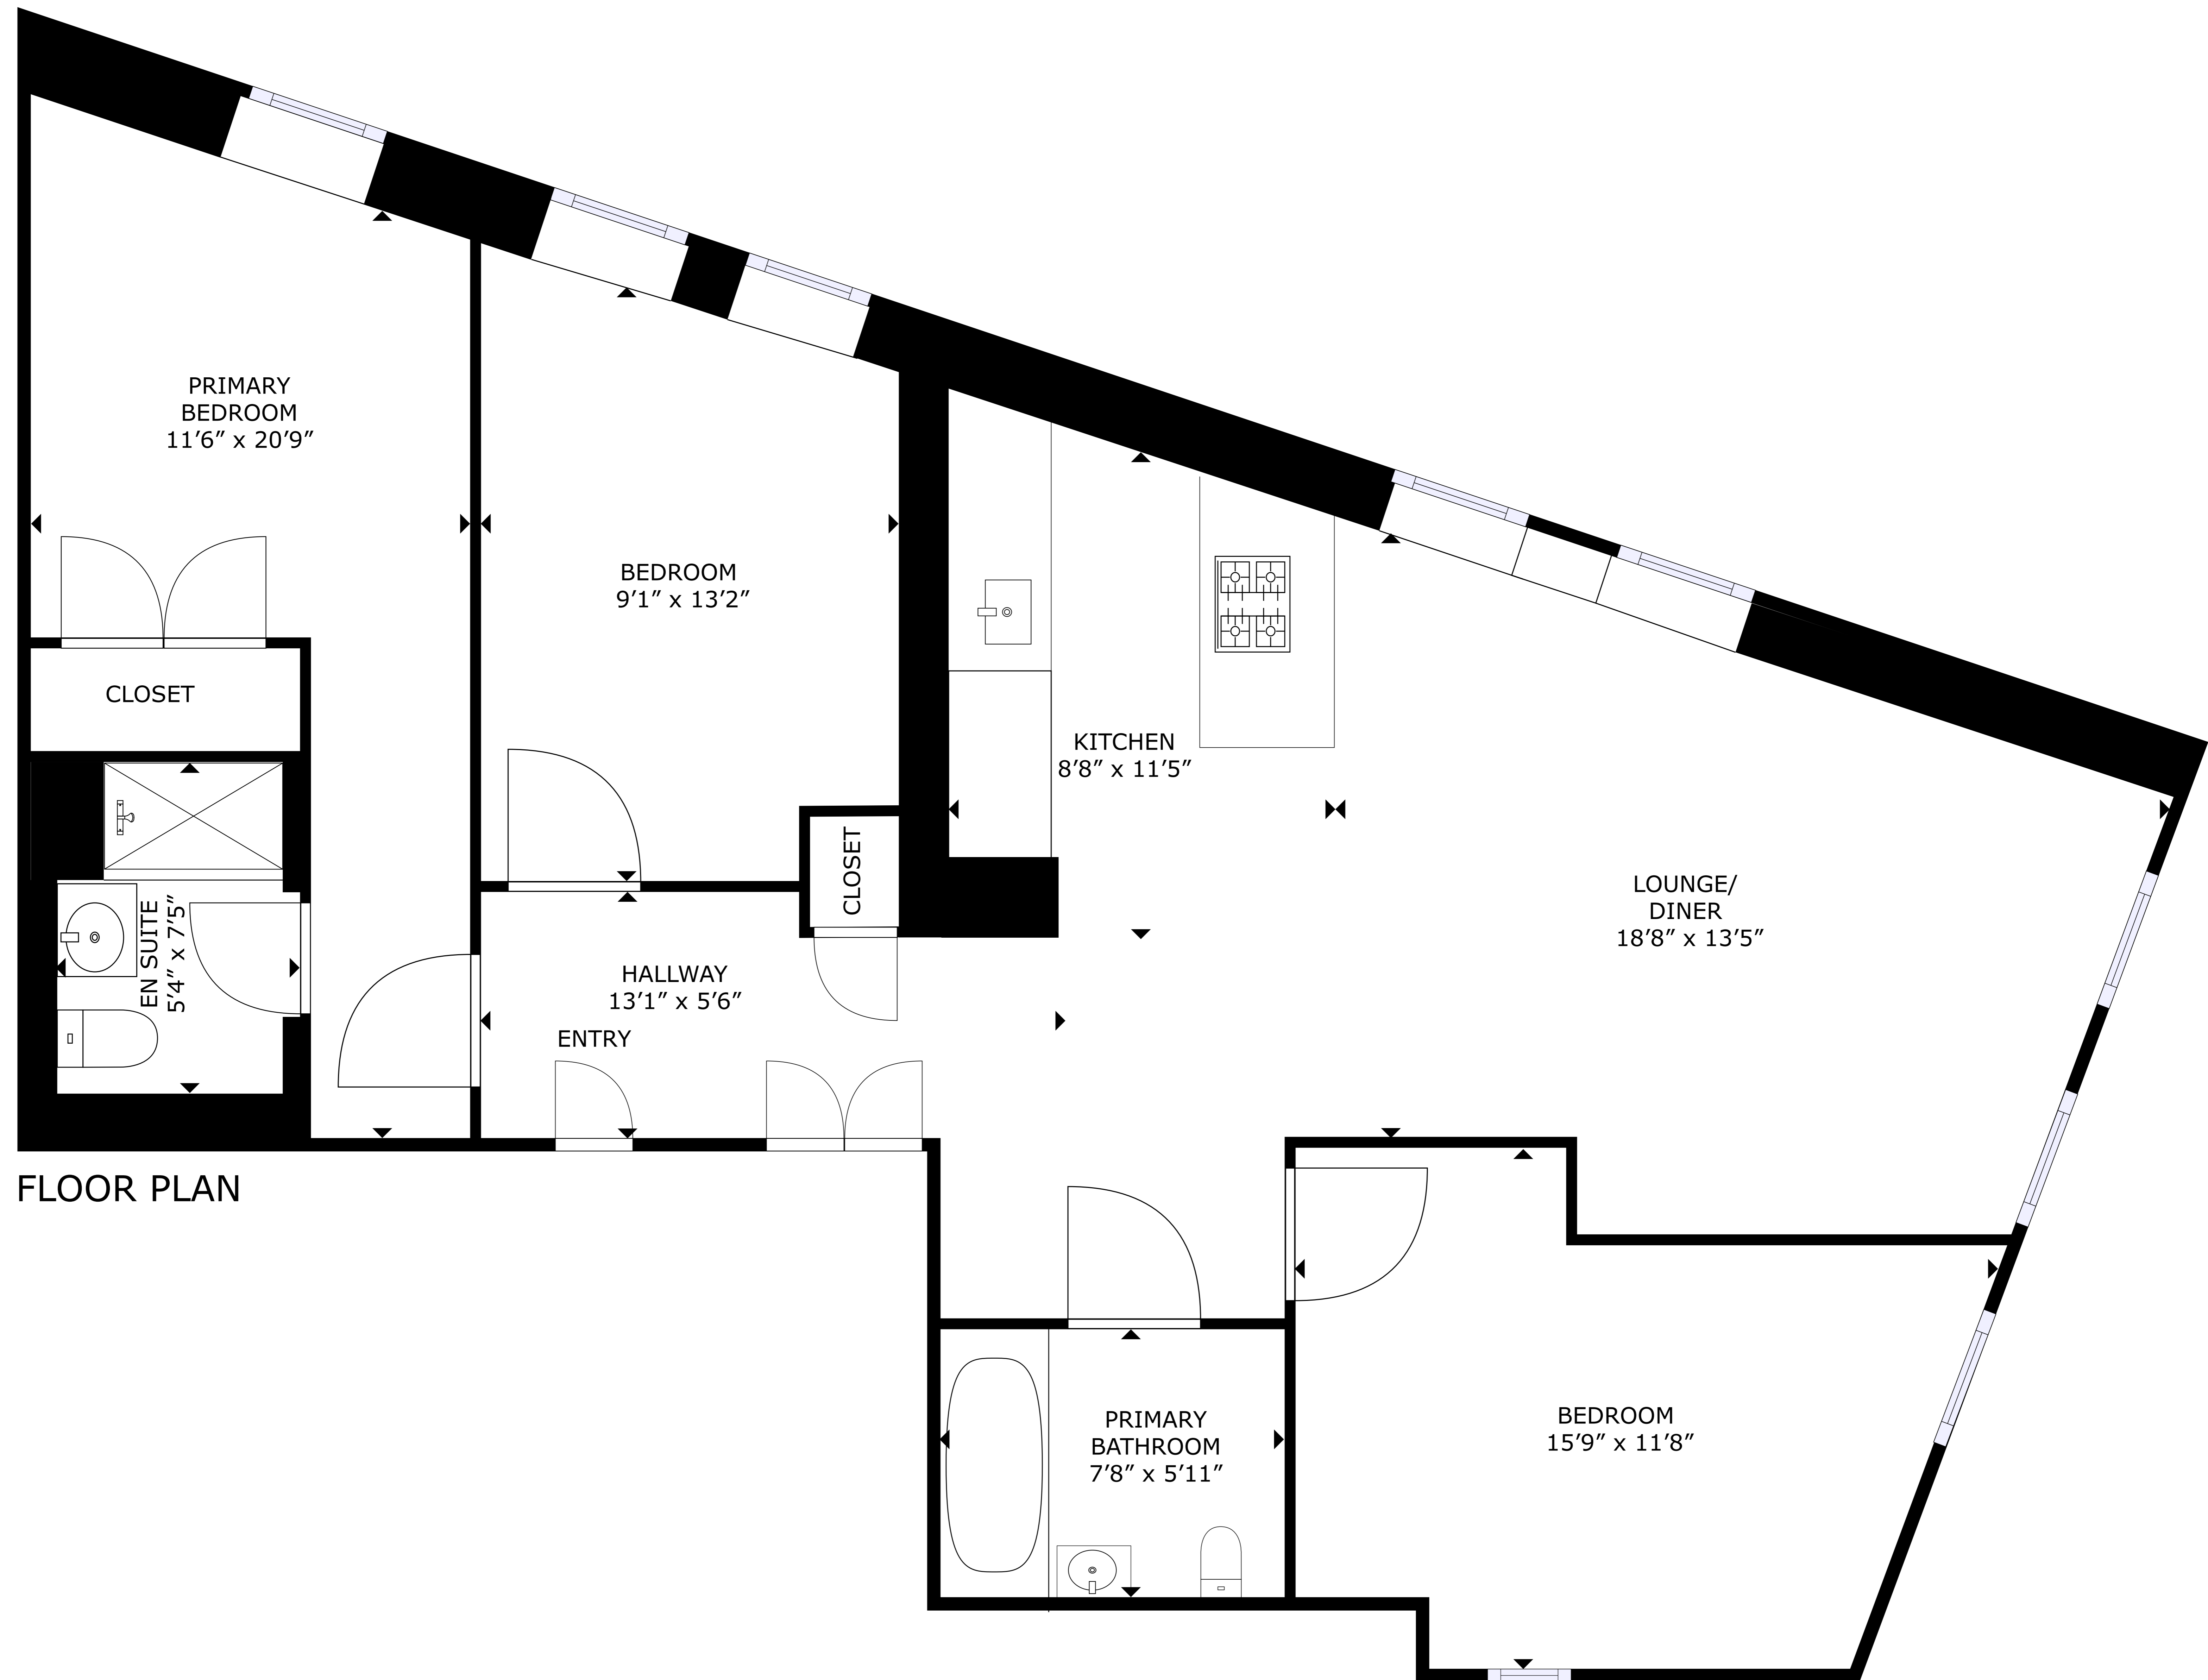 PRIMARY
BEDROOM
11’6” x 20’9”
BEDROOM
9’1” x 13’2”
CLOSET
KITCHEN
8’8” x 11’5”
CLOSET
LOUNGE/
DINER
18’8” x 13’5”
EN SUITE
5’4” x 7’5”
HALLWAY
13’1” x 5’6”
ENTRY
FLOOR PLAN
PRIMARY
BATHROOM
7’8” x 5’11”
BEDROOM
15’9” x 11’8”